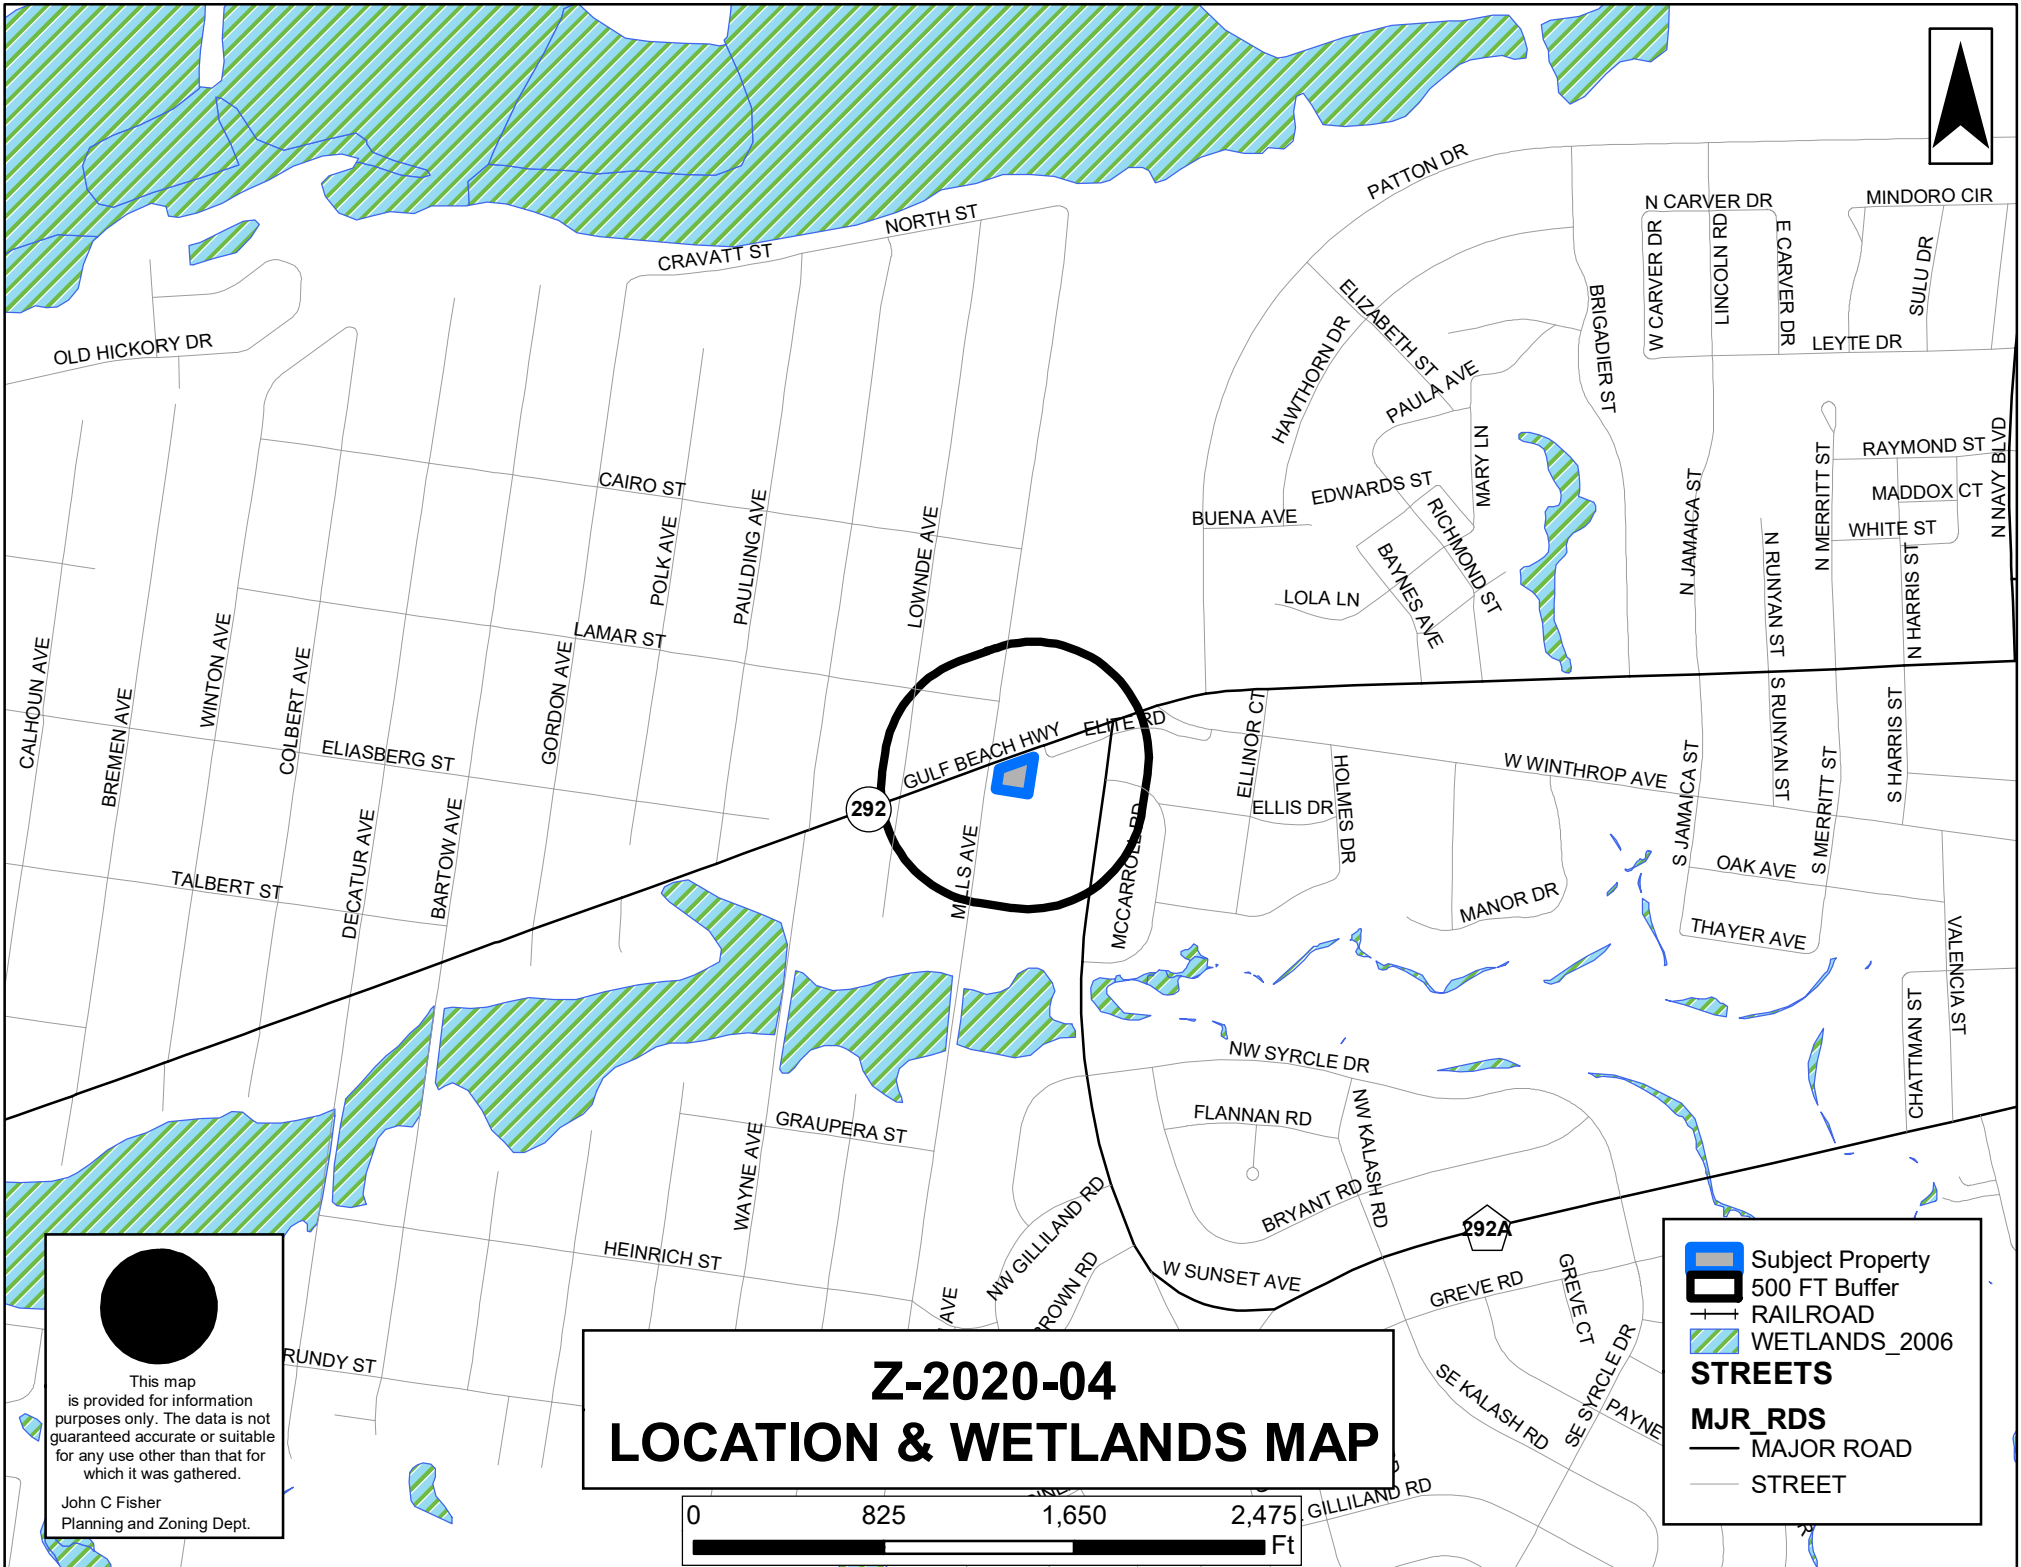 PATTON DR
N CARVER DR
MINDORO CIR
NORTH ST
CRAVATT ST
W CARVER DR
LINCOLN RD
E CARVER DR
SULU DR
OLD HICKORY DR
ELIZABETH ST
HAWTHORN DR
BRIGADIER ST
LEYTE DR
PAULA AVE
MARY LN
RAYMOND ST
N NAVY BLVD
CAIRO ST
EDWARDS ST
MADDOX CT
BUENA AVE
RICHMOND ST
WHITE ST
POLK AVE
PAULDING AVE
LOWNDE AVE
BAYNES AVE
LOLA LN
N JAMAICA ST
N RUNYAN ST
N MERRITT ST
N HARRIS ST
LAMAR ST
CALHOUN AVE
BREMEN AVE
WINTON AVE
COLBERT AVE
GORDON AVE
ELIASBERG ST
GULF BEACH HWY
ELITE RD
ELLINOR CT
HOLMES DR
W WINTHROP AVE
S JAMAICA ST
S RUNYAN ST
S MERRITT ST
S HARRIS ST
292
ELLIS DR
DECATUR AVE
BARTOW AVE
MILLS AVE
MCCARROLL RD
OAK AVE
TALBERT ST
MANOR DR
THAYER AVE
VALENCIA ST
CHATTMAN ST
NW SYRCLE DR
FLANNAN RD
NW KALASH RD
GRAUPERA ST
WAYNE AVE
BRYANT RD
NW GILLILAND RD
292A
HEINRICH ST
W SUNSET AVE
BROWN RD
AVE
GREVE RD
GREVE CT
RUNDY ST
SE KALASH RD
SE SYRCLE DR
PAYNE
GILLILAND RD
This map
is provided for information
purposes only. The data is not
guaranteed accurate or suitable
for any use other than that for
which it was gathered.
John C Fisher
Planning and Zoning Dept.
Z-2020-04
LOCATION & WETLANDS MAP
0 825 1,650 2,475
Ft
Subject Property
500 FT Buffer
RAILROAD
WETLANDS_2006
STREETS
MJR_RDS
MAJOR ROAD
STREET